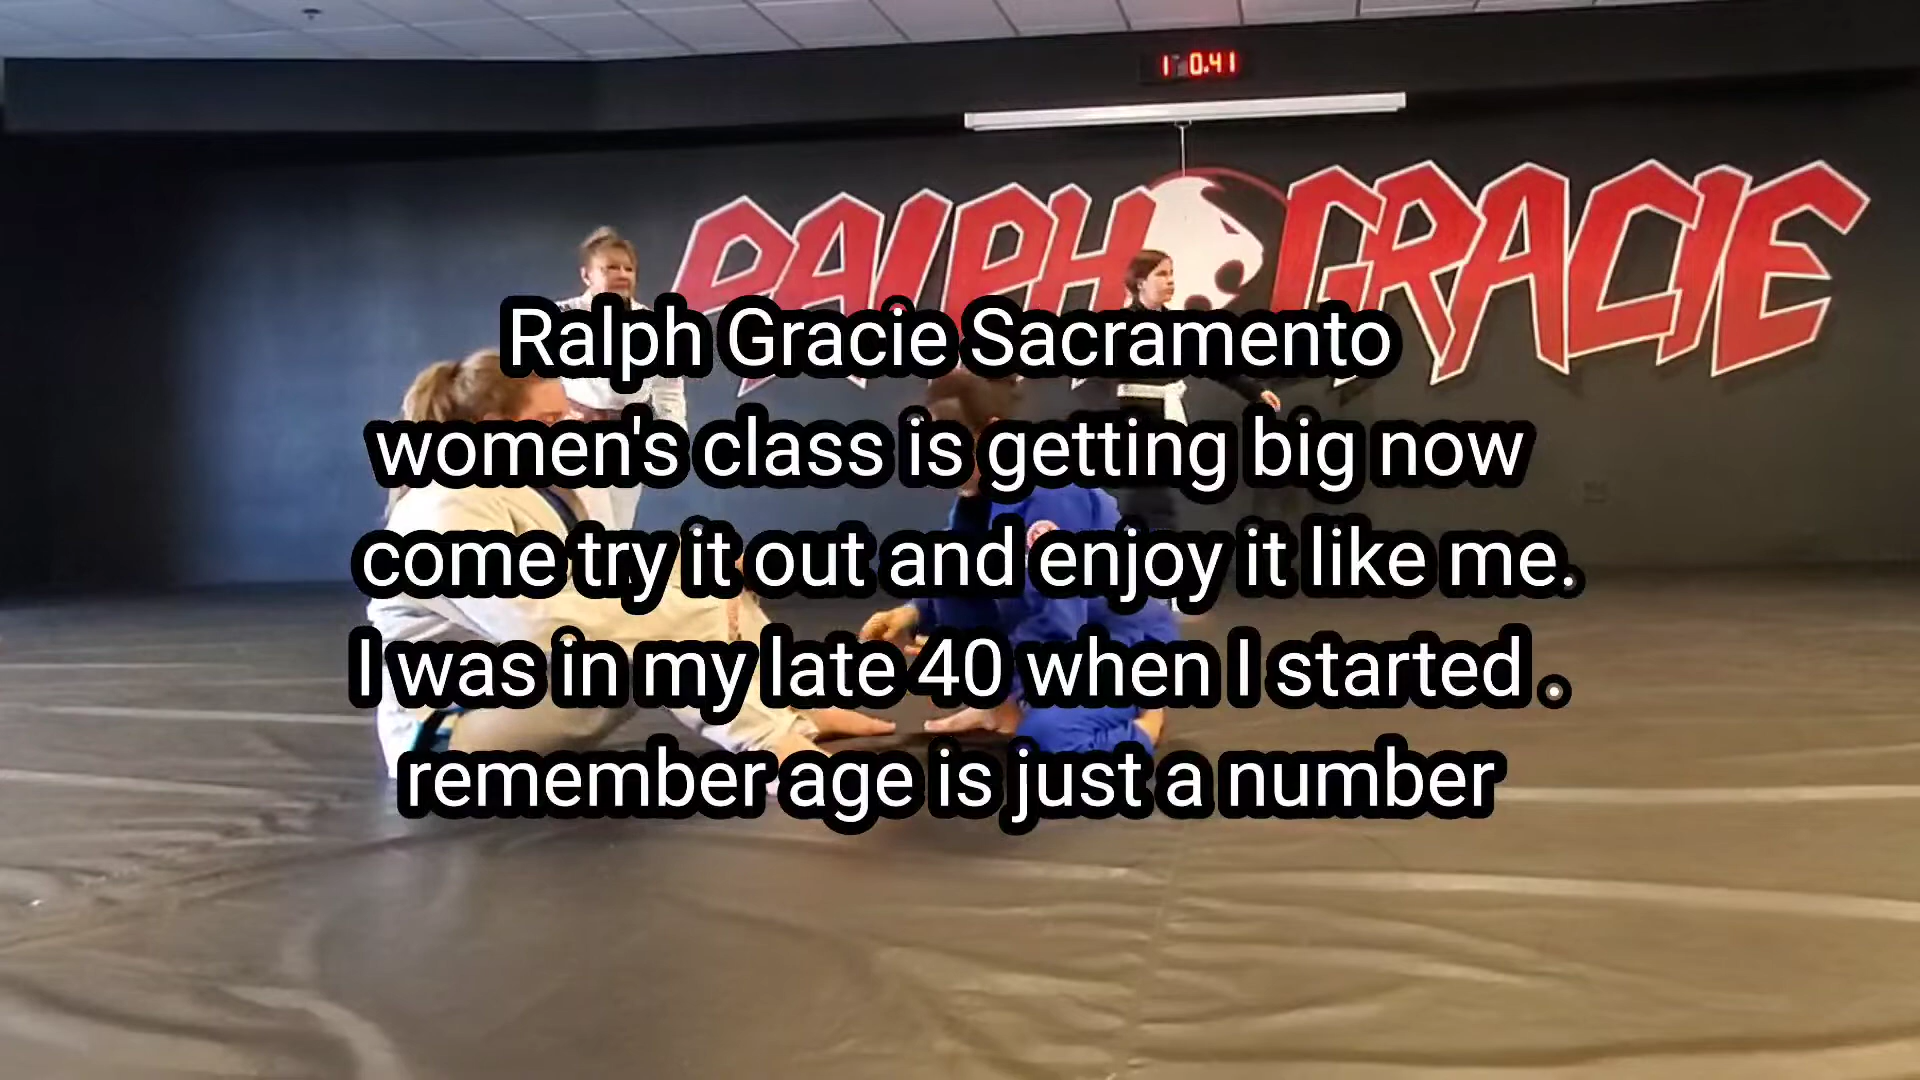 1 0:41
RALPH GRACIE
Ralph Gracie Sacramento
women's class is getting big now
come try it out and enjoy it like me.
I was in my late 40 when I started .
remember age is just a number